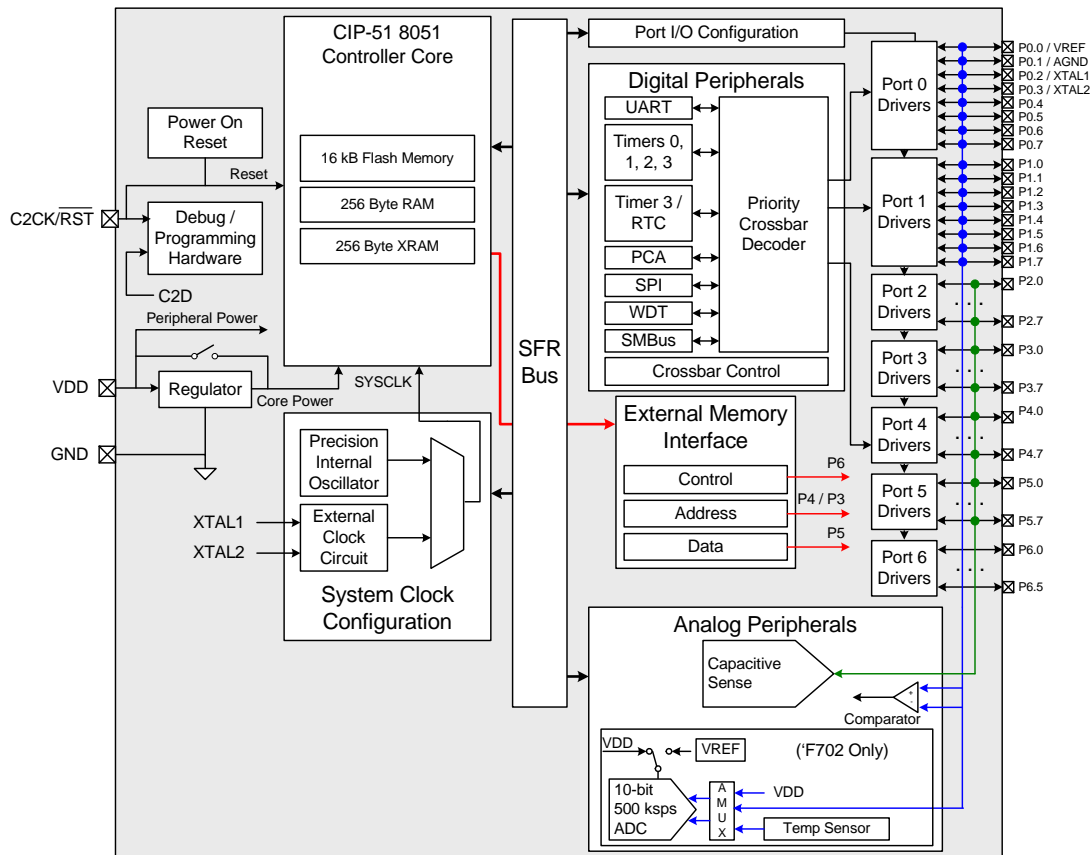 CIP-51 8051
Controller Core
16 kB Flash Memory
256 Byte RAM
256 Byte XRAM
Power On
Reset
Reset
C2CK/RST
Debug /
Programming
Hardware
C2D
Peripheral Power
VDD
Regulator
Core Power
GND
SYSCLK
Precision
Internal
Oscillator
XTAL1
XTAL2
External
Clock
Circuit
System Clock
Configuration
SFR
Bus
Port I/O Configuration
Digital Peripherals
UART
Timers 0,
1, 2, 3
Timer 3 /
RTC
PCA
SPI
WDT
SMBus
Priority
Crossbar
Decoder
Crossbar Control
External Memory
Interface
Control
Address
Data
P6
P4 / P3
P5
Port 0
Drivers
Port 1
Drivers
Port 2
Drivers
Port 3
Drivers
Port 4
Drivers
Port 5
Drivers
Port 6
Drivers
P0.0 / VREF
P0.1 / AGND
P0.2 / XTAL1
P0.3 / XTAL2
P0.4
P0.5
P0.6
P0.7
P1.0
P1.1
P1.2
P1.3
P1.4
P1.5
P1.6
P1.7
P2.0
. . .
P2.7
P3.0
. . .
P3.7
P4.0
. . .
P4.7
P5.0
. . .
P5.7
P6.0
. . .
P6.5
Analog Peripherals
Capacitive
Sense
+
-
Comparator
VDD
VREF
('F702 Only)
10-bit
500 ksps
ADC
A
M
U
X
VDD
Temp Sensor